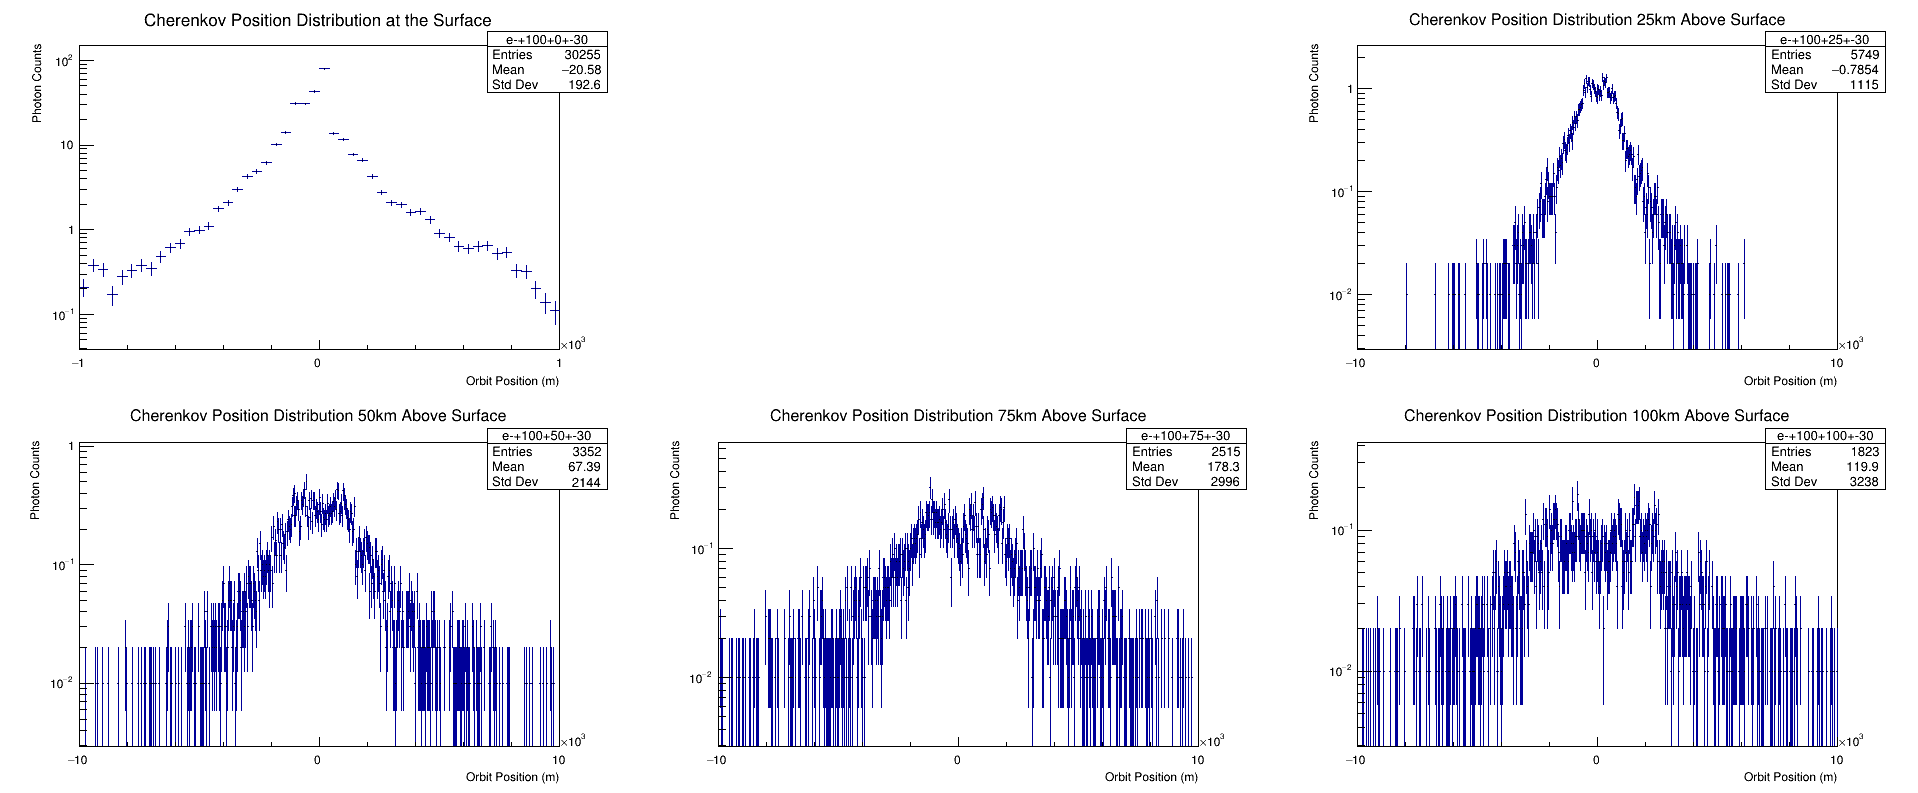 Cherenkov Position Distribution at the Surface
Photon Counts
e-+100+0+-30
Entries 30255
Mean −20.58
Std Dev 192.6
10²
10
1
10⁻¹
−1 0 1
×10³
Orbit Position (m)
Cherenkov Position Distribution 25km Above Surface
Photon Counts
e-+100+25+-30
Entries 5749
Mean −0.7854
Std Dev 1115
1
10⁻¹
10⁻²
−10 0 10
×10³
Orbit Position (m)
Cherenkov Position Distribution 50km Above Surface
Photon Counts
e-+100+50+-30
Entries 3352
Mean 67.39
Std Dev 2144
1
10⁻¹
10⁻²
−10 0 10
×10³
Orbit Position (m)
Cherenkov Position Distribution 75km Above Surface
Photon Counts
e-+100+75+-30
Entries 2515
Mean 178.3
Std Dev 2996
10⁻¹
10⁻²
−10 0 10
×10³
Orbit Position (m)
Cherenkov Position Distribution 100km Above Surface
Photon Counts
e-+100+100+-30
Entries 1823
Mean 119.9
Std Dev 3238
10⁻¹
10⁻²
−10 0 10
×10³
Orbit Position (m)